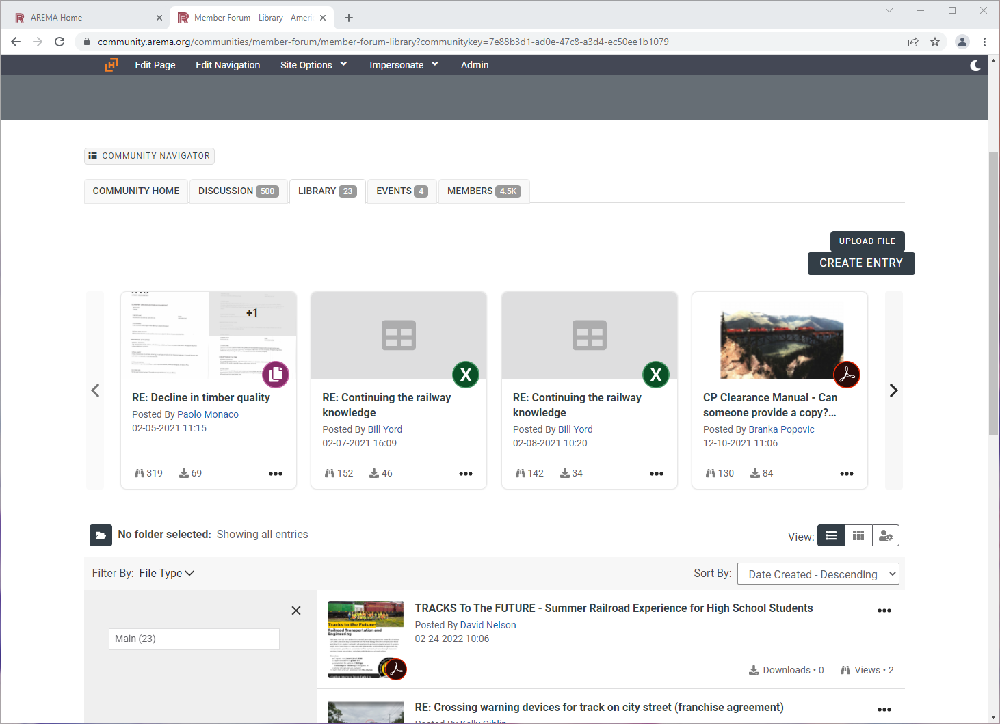 AREMA Home
Member Forum - Library - Ameri
community.arema.org/communities/member-forum/member-forum-library?communitykey=7e88b3d1-ad0e-47c8-a3d4-ec50ee1b1079
Edit Page Edit Navigation Site Options Impersonate Admin
COMMUNITY NAVIGATOR
COMMUNITY HOME DISCUSSION 500 LIBRARY 23 EVENTS 4 MEMBERS 4.5K
UPLOAD FILE
CREATE ENTRY
+1
RE: Decline in timber quality
Posted By Paolo Monaco
02-05-2021 11:15
319 69
RE: Continuing the railway
knowledge
Posted By Bill Yord
02-07-2021 16:09
152 46
RE: Continuing the railway
knowledge
Posted By Bill Yord
02-08-2021 10:20
142 34
CP Clearance Manual - Can
someone provide a copy?...
Posted By Branka Popovic
12-10-2021 11:06
130 84
No folder selected: Showing all entries
View:
Filter By: File Type
Sort By: Date Created - Descending
Main (23)
Tracks to the Future:
Railroad Transportation and
Engineering
TRACKS To The FUTURE - Summer Railroad Experience for High School Students
Posted By David Nelson
02-24-2022 10:06
Downloads • 0 Views • 2
RE: Crossing warning devices for track on city street (franchise agreement)
Posted By Kelly Giblin